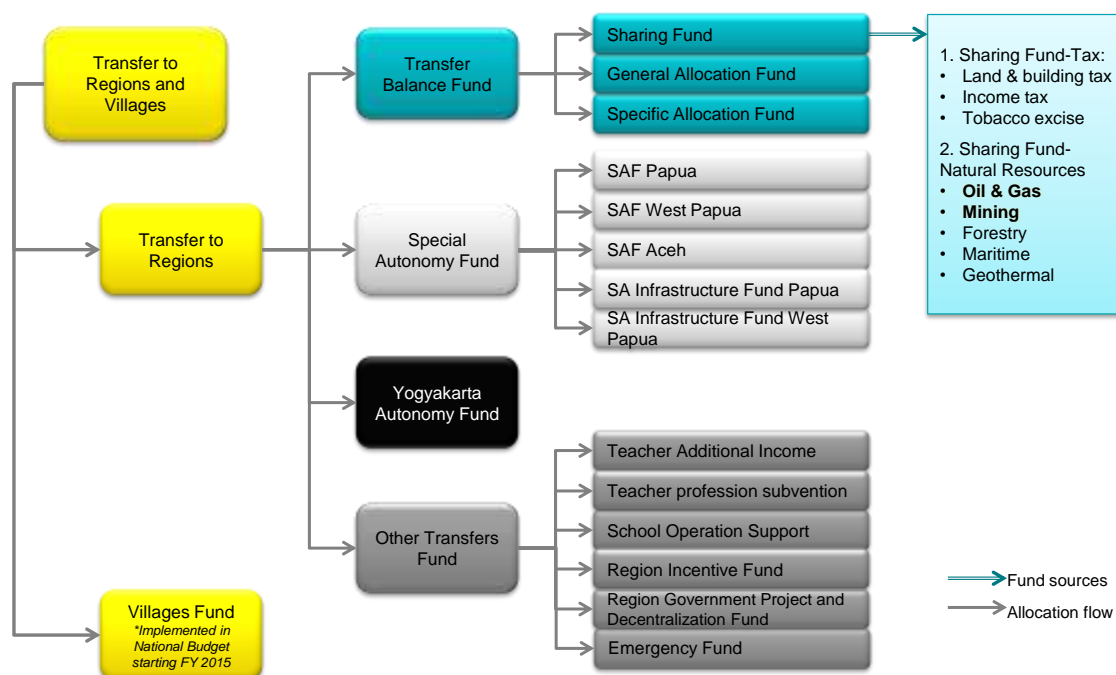 Transfer to
Regions and
Villages
Transfer to
Regions
Villages Fund
*Implemented in
National Budget
starting FY 2015
Transfer
Balance Fund
Special
Autonomy Fund
Yogyakarta
Autonomy Fund
Other Transfers
Fund
Sharing Fund
General Allocation Fund
Specific Allocation Fund
SAF Papua
SAF West Papua
SAF Aceh
SA Infrastructure Fund Papua
SA Infrastructure Fund West
Papua
Teacher Additional Income
Teacher profession subvention
School Operation Support
Region Incentive Fund
Region Government Project and
Decentralization Fund
Emergency Fund
1. Sharing Fund-Tax:
• Land & building tax
• Income tax
• Tobacco excise
2. Sharing Fund-
Natural Resources
• Oil & Gas
• Mining
• Forestry
• Maritime
• Geothermal
Fund sources
Allocation flow